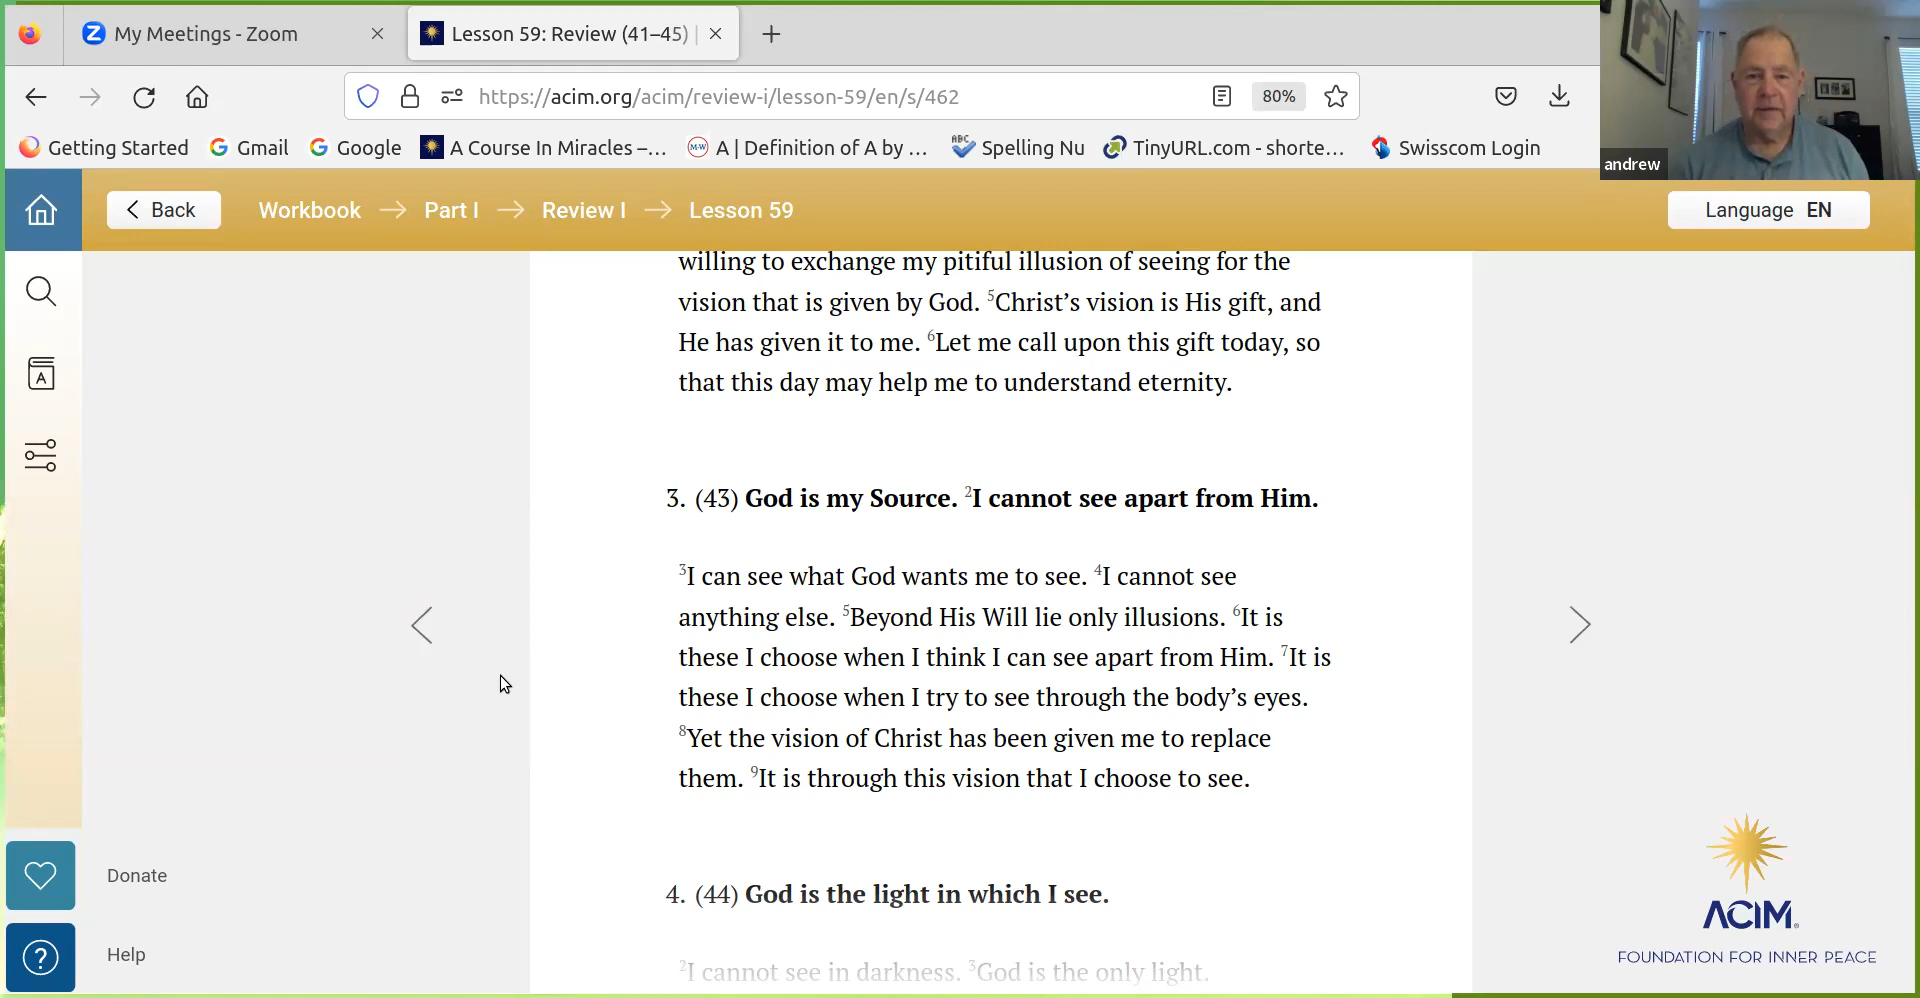 My Meetings - Zoom
Lesson 59: Review (41–45) |
https://acim.org/acim/review-i/lesson-59/en/s/462
80%
Getting Started
Gmail
Google
A Course In Miracles –...
M-W
A | Definition of A by ...
ABC
Spelling Nu
TinyURL.com - shorte...
Swisscom Login
andrew
Back
Workbook → Part I → Review I → Lesson 59
Language EN
A
willing to exchange my pitiful illusion of seeing for the
vision that is given by God. ⁵Christ’s vision is His gift, and
He has given it to me. ⁶Let me call upon this gift today, so
that this day may help me to understand eternity.
3. (43) God is my Source. ²I cannot see apart from Him.
³I can see what God wants me to see. ⁴I cannot see
anything else. ⁵Beyond His Will lie only illusions. ⁶It is
these I choose when I think I can see apart from Him. ⁷It is
these I choose when I try to see through the body’s eyes.
⁸Yet the vision of Christ has been given me to replace
them. ⁹It is through this vision that I choose to see.
4. (44) God is the light in which I see.
²I cannot see in darkness. ³God is the only light.
Donate
Help
ACIM®
FOUNDATION FOR INNER PEACE